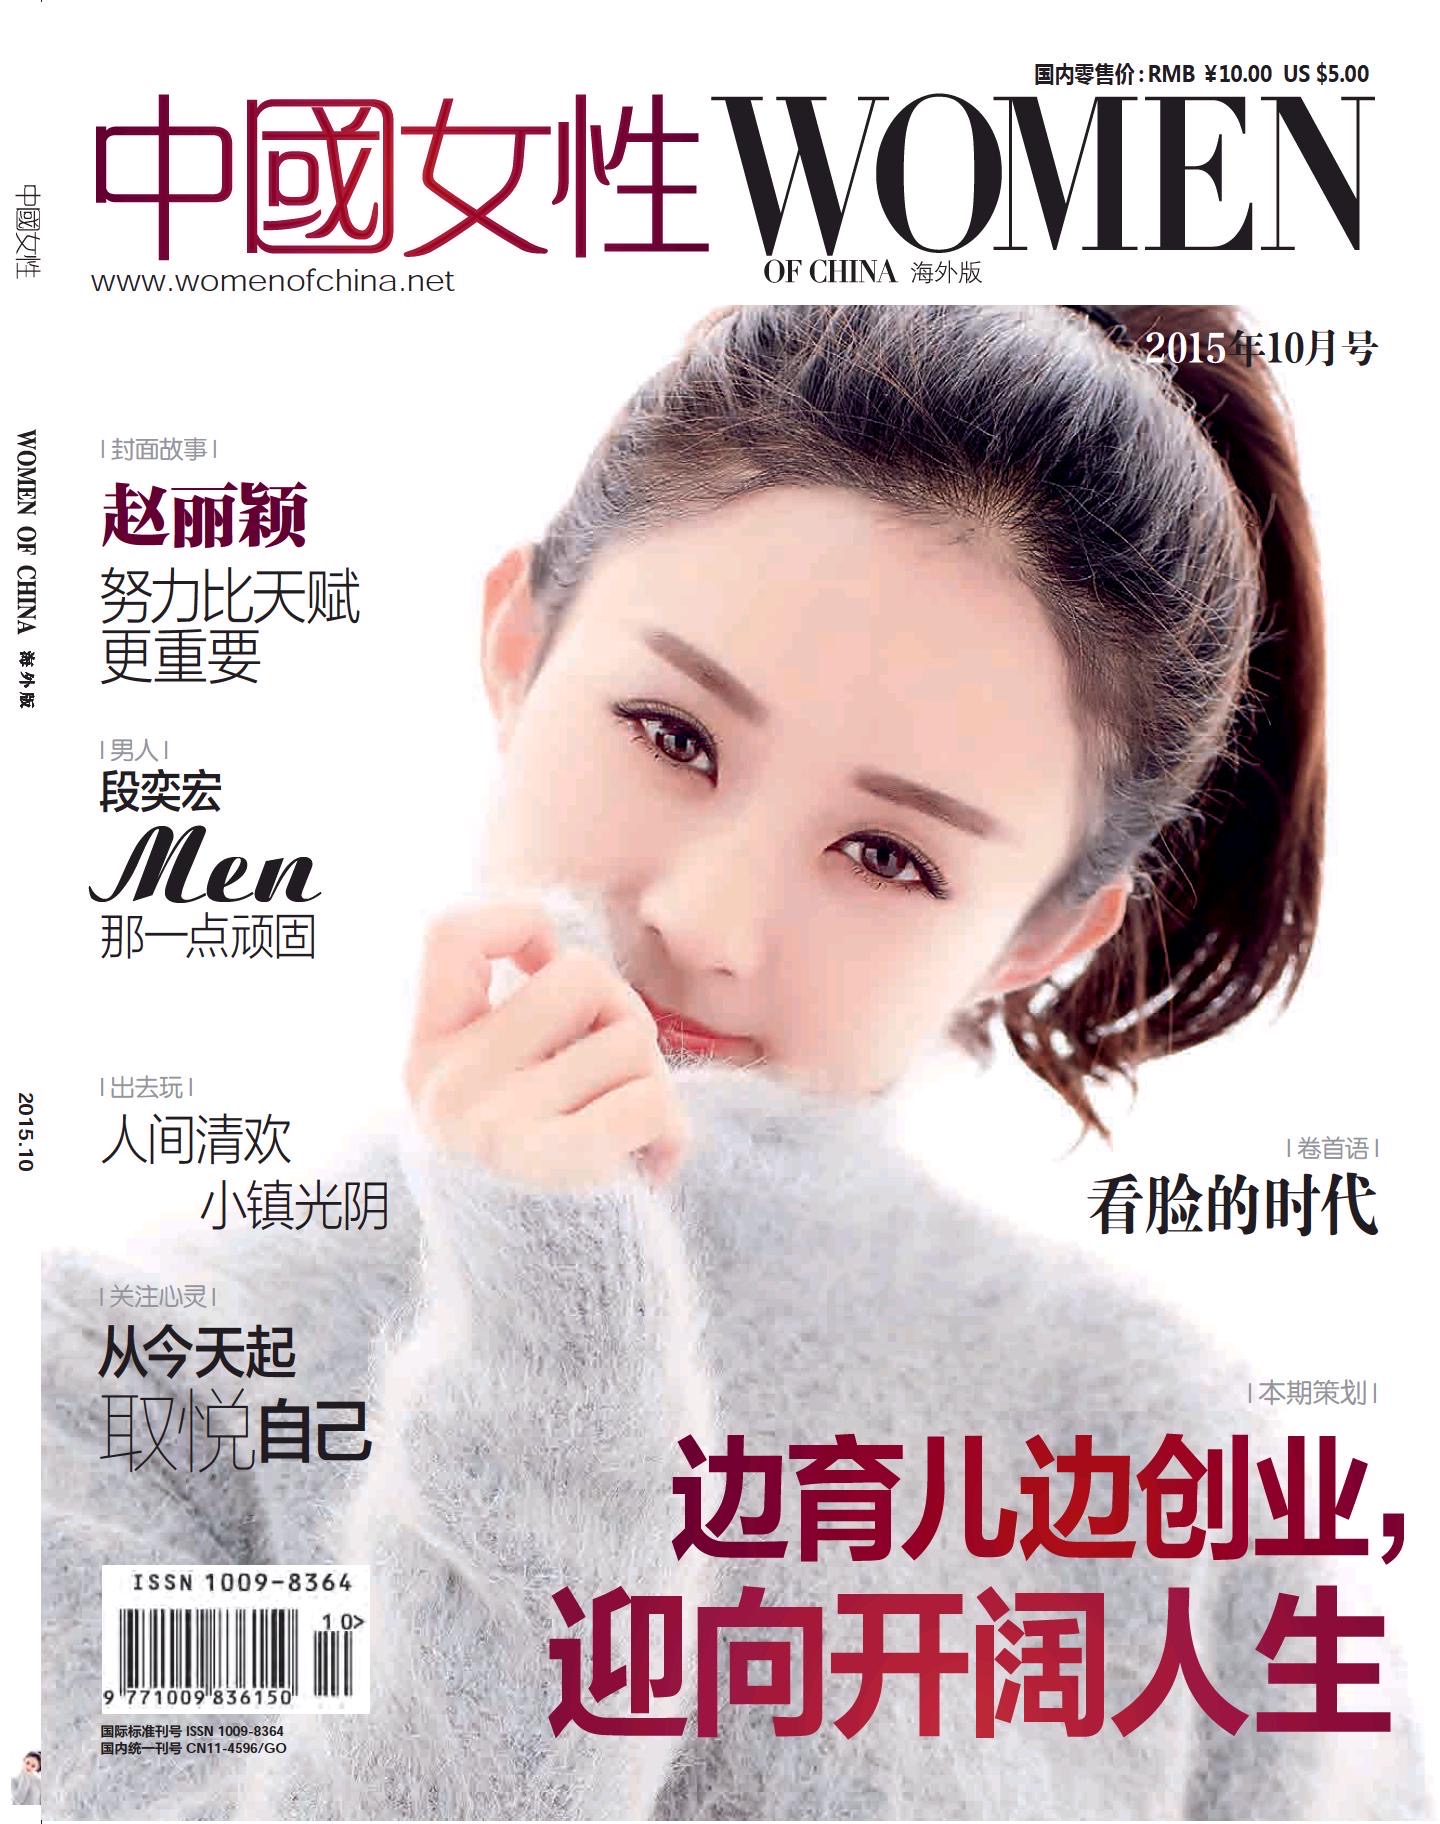 国内零售价:RMB ¥10.00 US $5.00
中國女性 WOMEN
OF CHINA 海外版
www.womenofchina.net
2015年10月号
中國女性
WOMEN OF CHINA 海外版
2015.10
| 封面故事 |
赵丽颖
努力比天赋
更重要
| 男人 |
段奕宏
Men
那一点顽固
| 出去玩 |
人间清欢
小镇光阴
| 关注心灵 |
从今天起
取悦自己
| 卷首语 |
看脸的时代
| 本期策划 |
边育儿边创业,
迎向开阔人生
ISSN 1009-8364
10>
9 771009 836150
国际标准刊号 ISSN 1009-8364
国内统一刊号 CN11-4596/GO